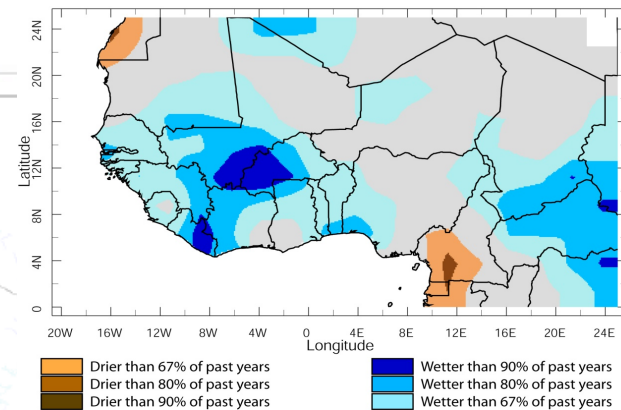 24N
20N
16N
12N
8N
4N
0
Latitude
20W 16W 12W 8W 4W 0 4E 8E 12E 16E 20E 24E
Longitude
Drier than 67% of past years
Drier than 80% of past years
Drier than 90% of past years
Wetter than 90% of past years
Wetter than 80% of past years
Wetter than 67% of past years